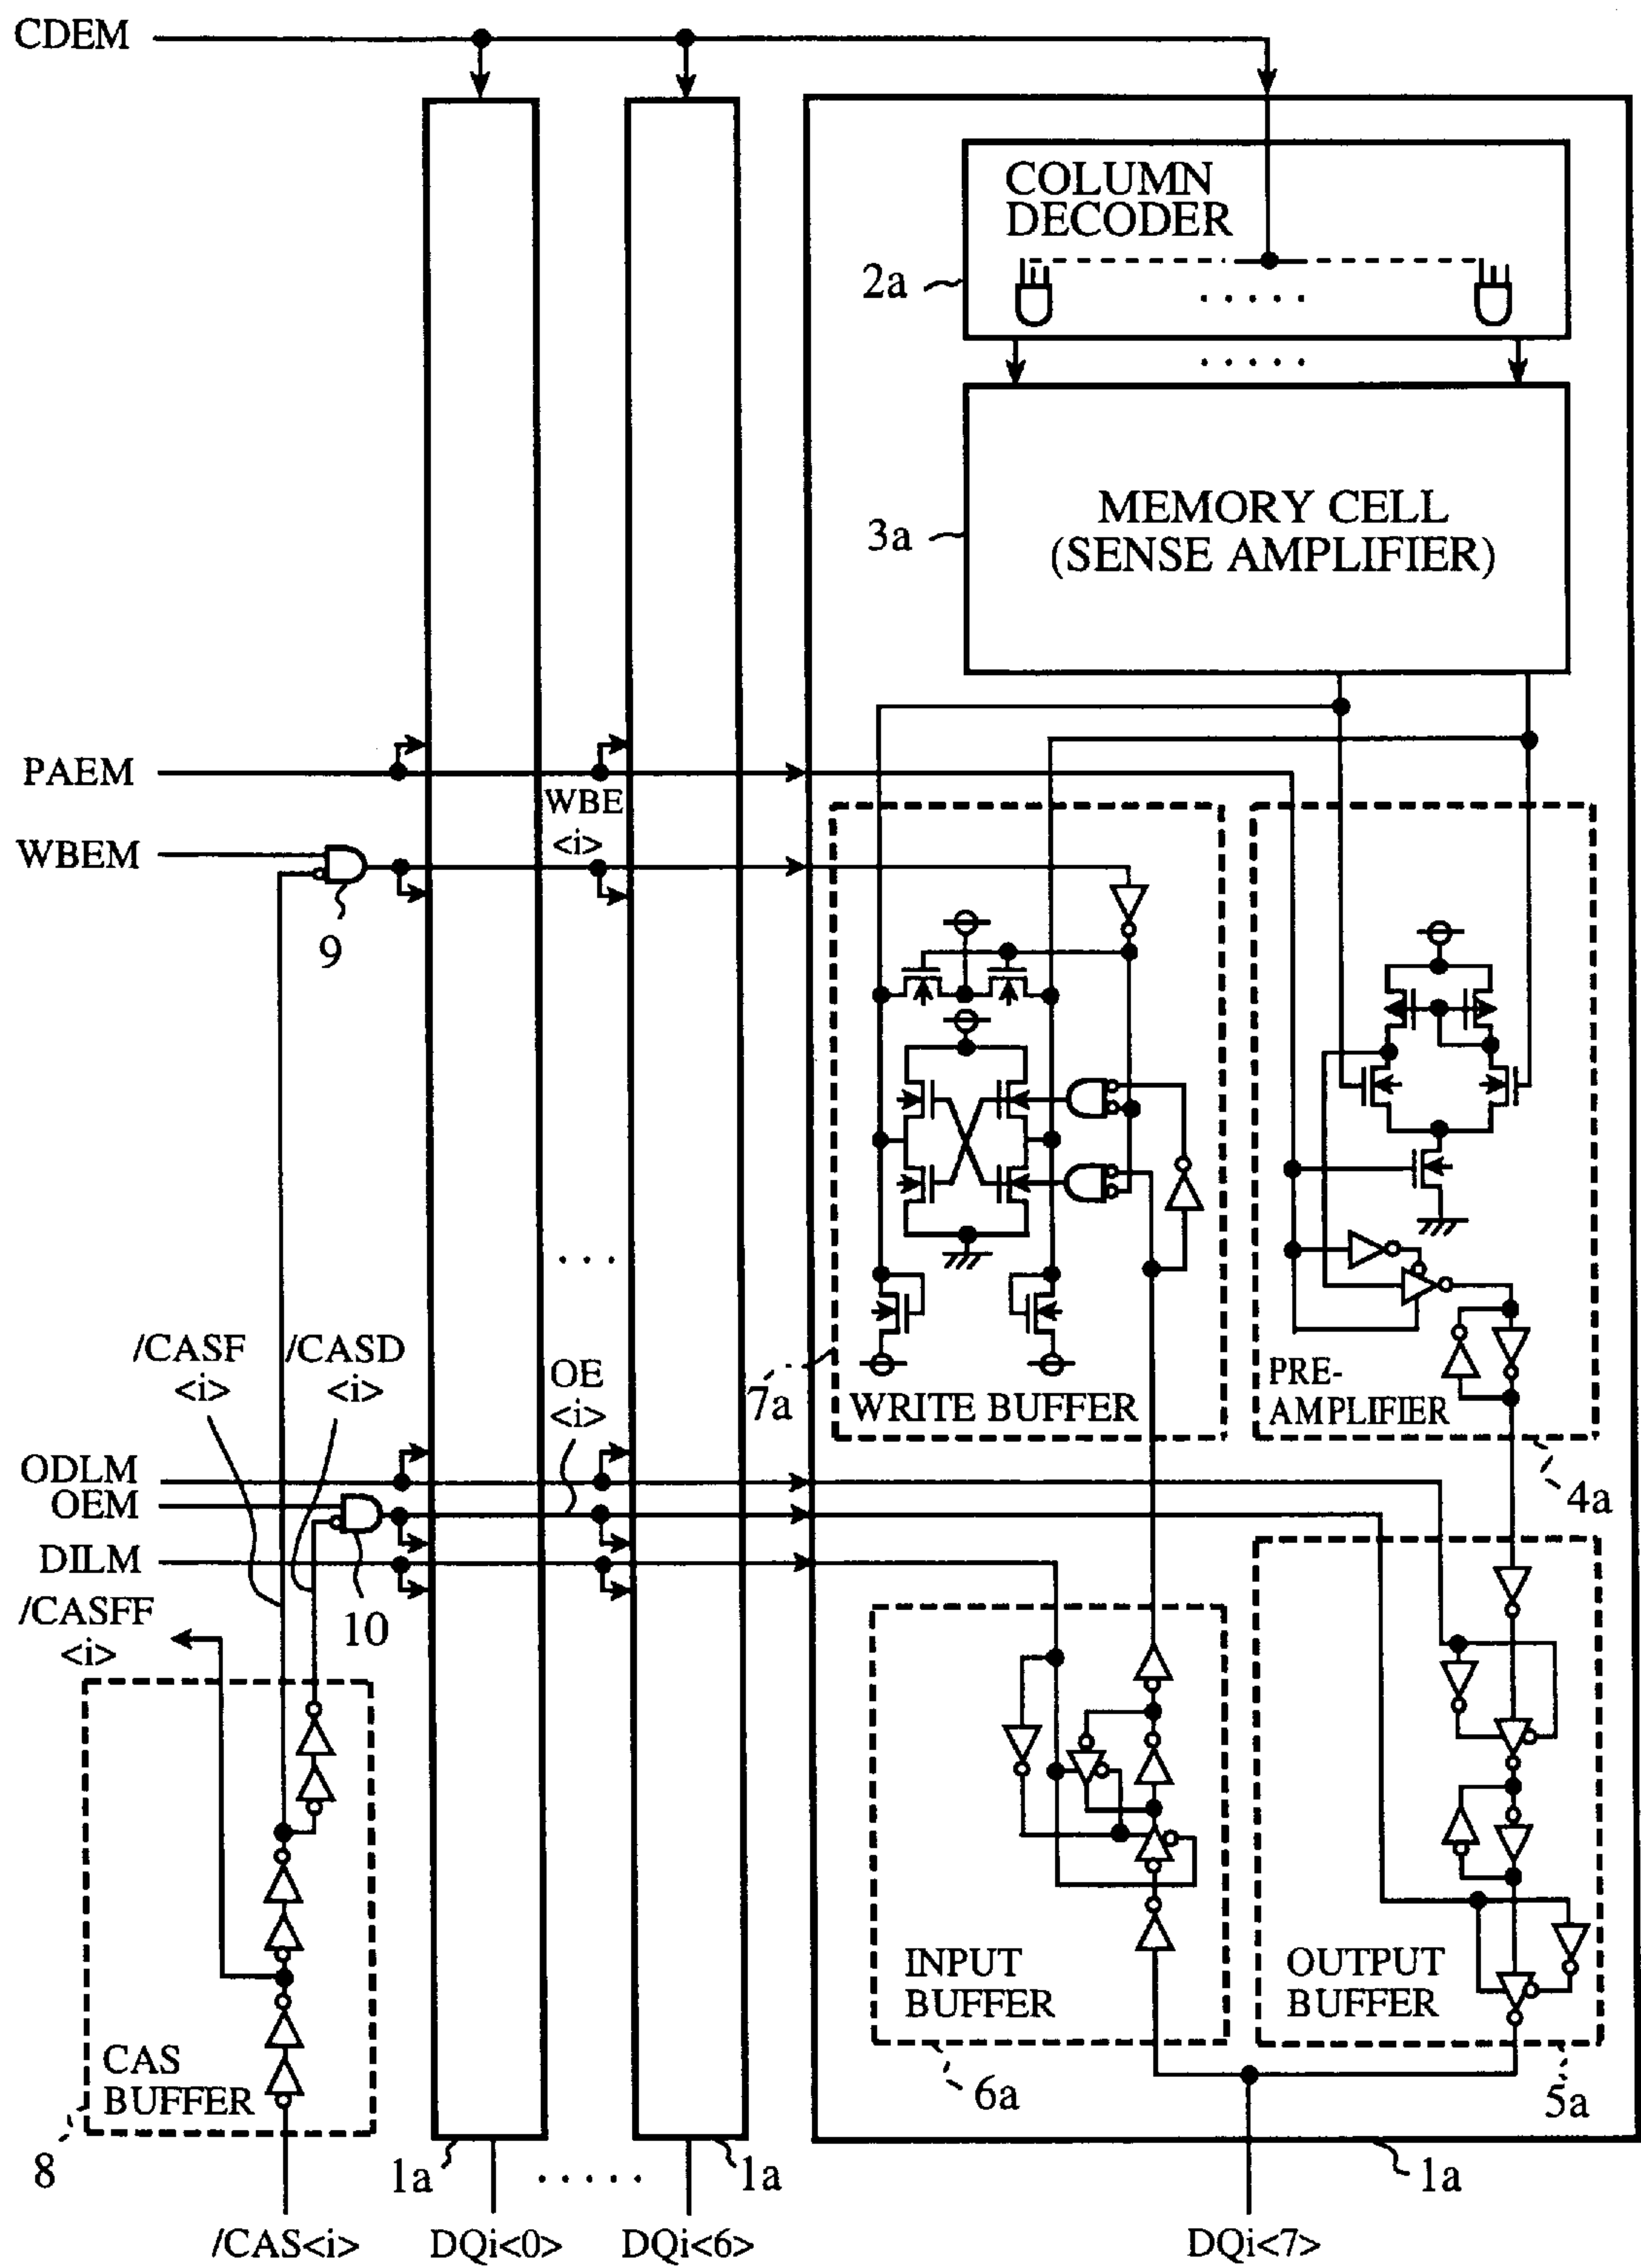 CDEM
COLUMN
DECODER
2a
MEMORY CELL
(SENSE AMPLIFIER)
3a
PAEM
WBE
<i>
WBEM
9
/CASF
<i>
/CASD
<i>
OE
<i>
7a
WRITE BUFFER
PRE-
AMPLIFIER
4a
ODLM
OEM
DILM
10
/CASFF
<i>
INPUT
BUFFER
OUTPUT
BUFFER
CAS
BUFFER
6a
5a
8
1a
1a
1a
/CAS<i>
DQi<0>
DQi<6>
DQi<7>